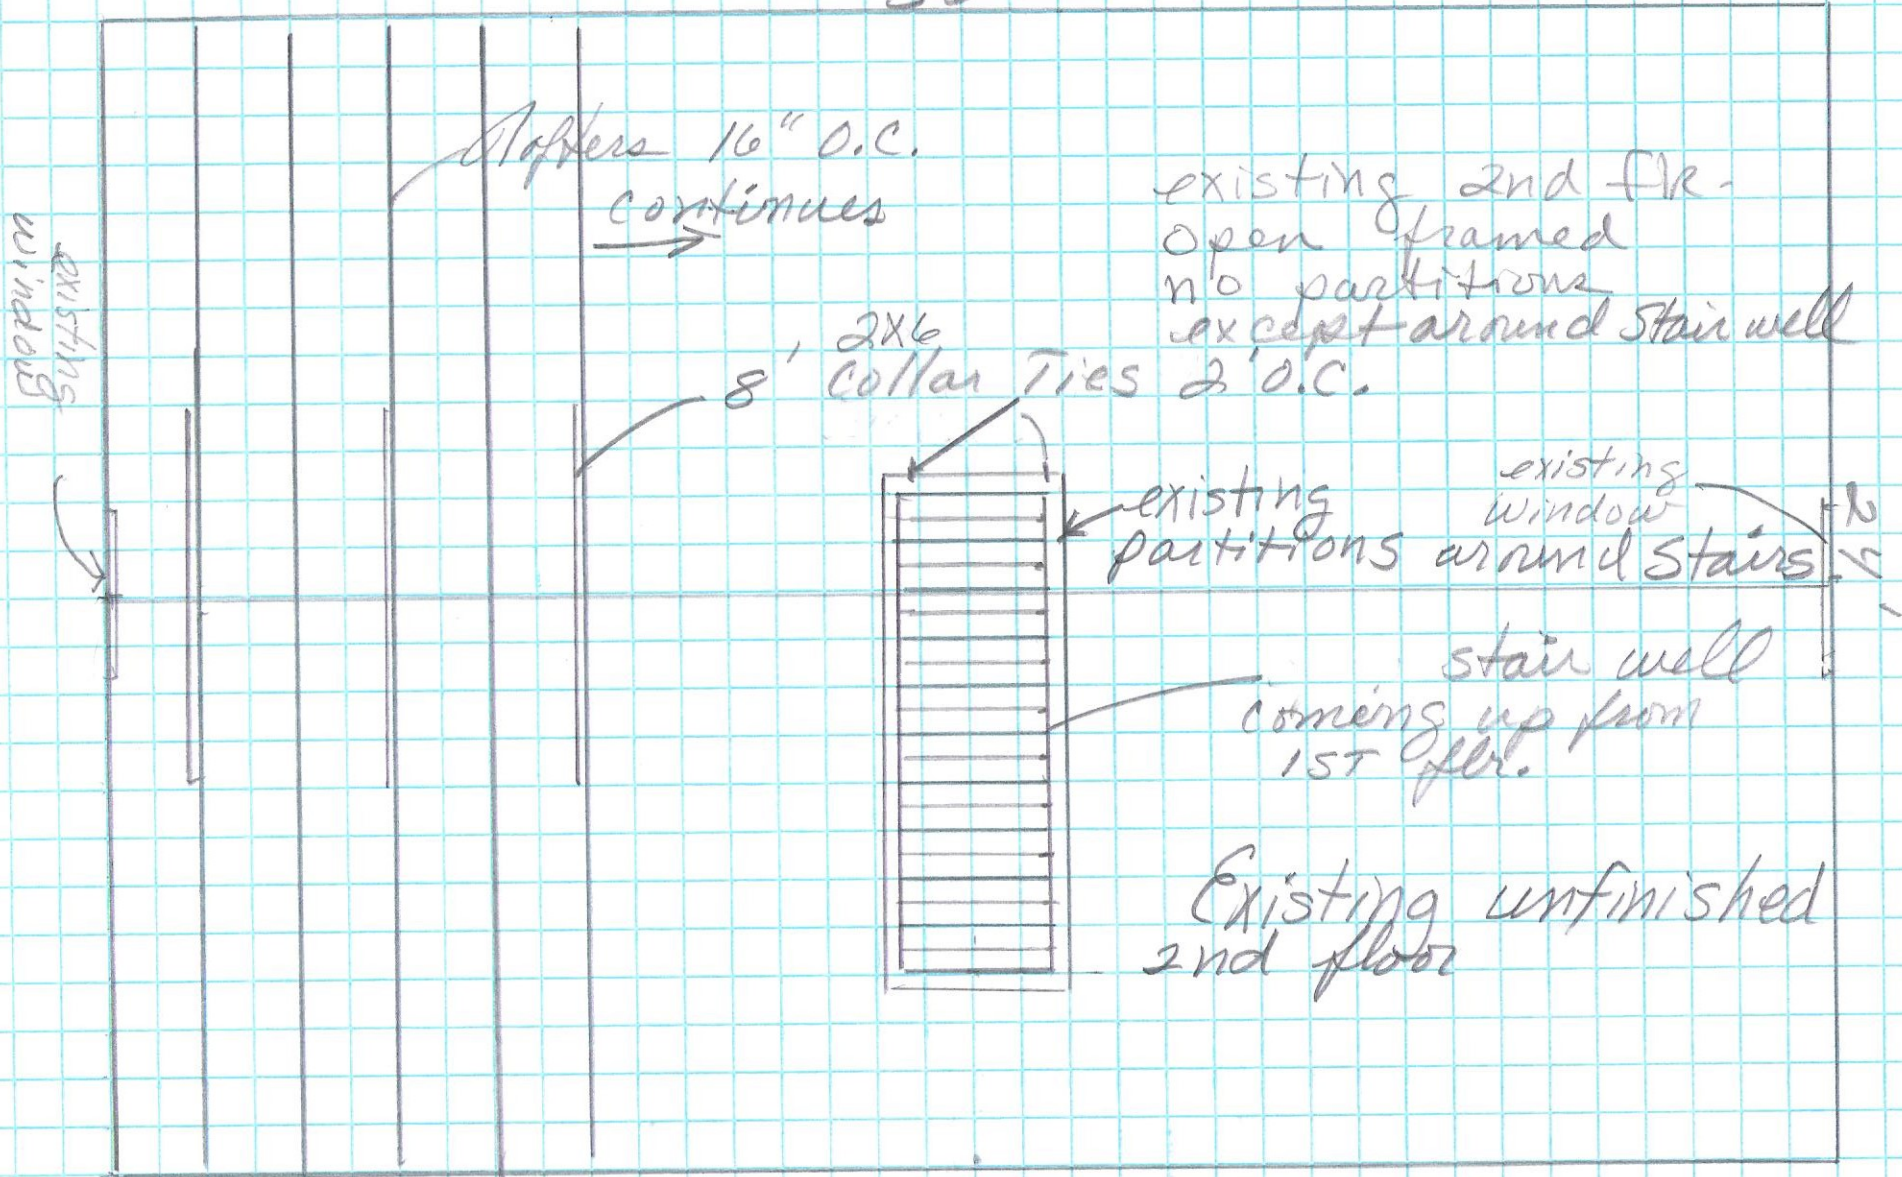 Rafters 16" O.C.
continues
existing 2nd flr-
open framed
no partitions
except around stair well
8', 2x6
Collar Ties 2' O.C.
existing
window
existing
partitions around stairs
existing
window
24'
stair well
coming up from
1ST flr.
Existing unfinished
2nd floor